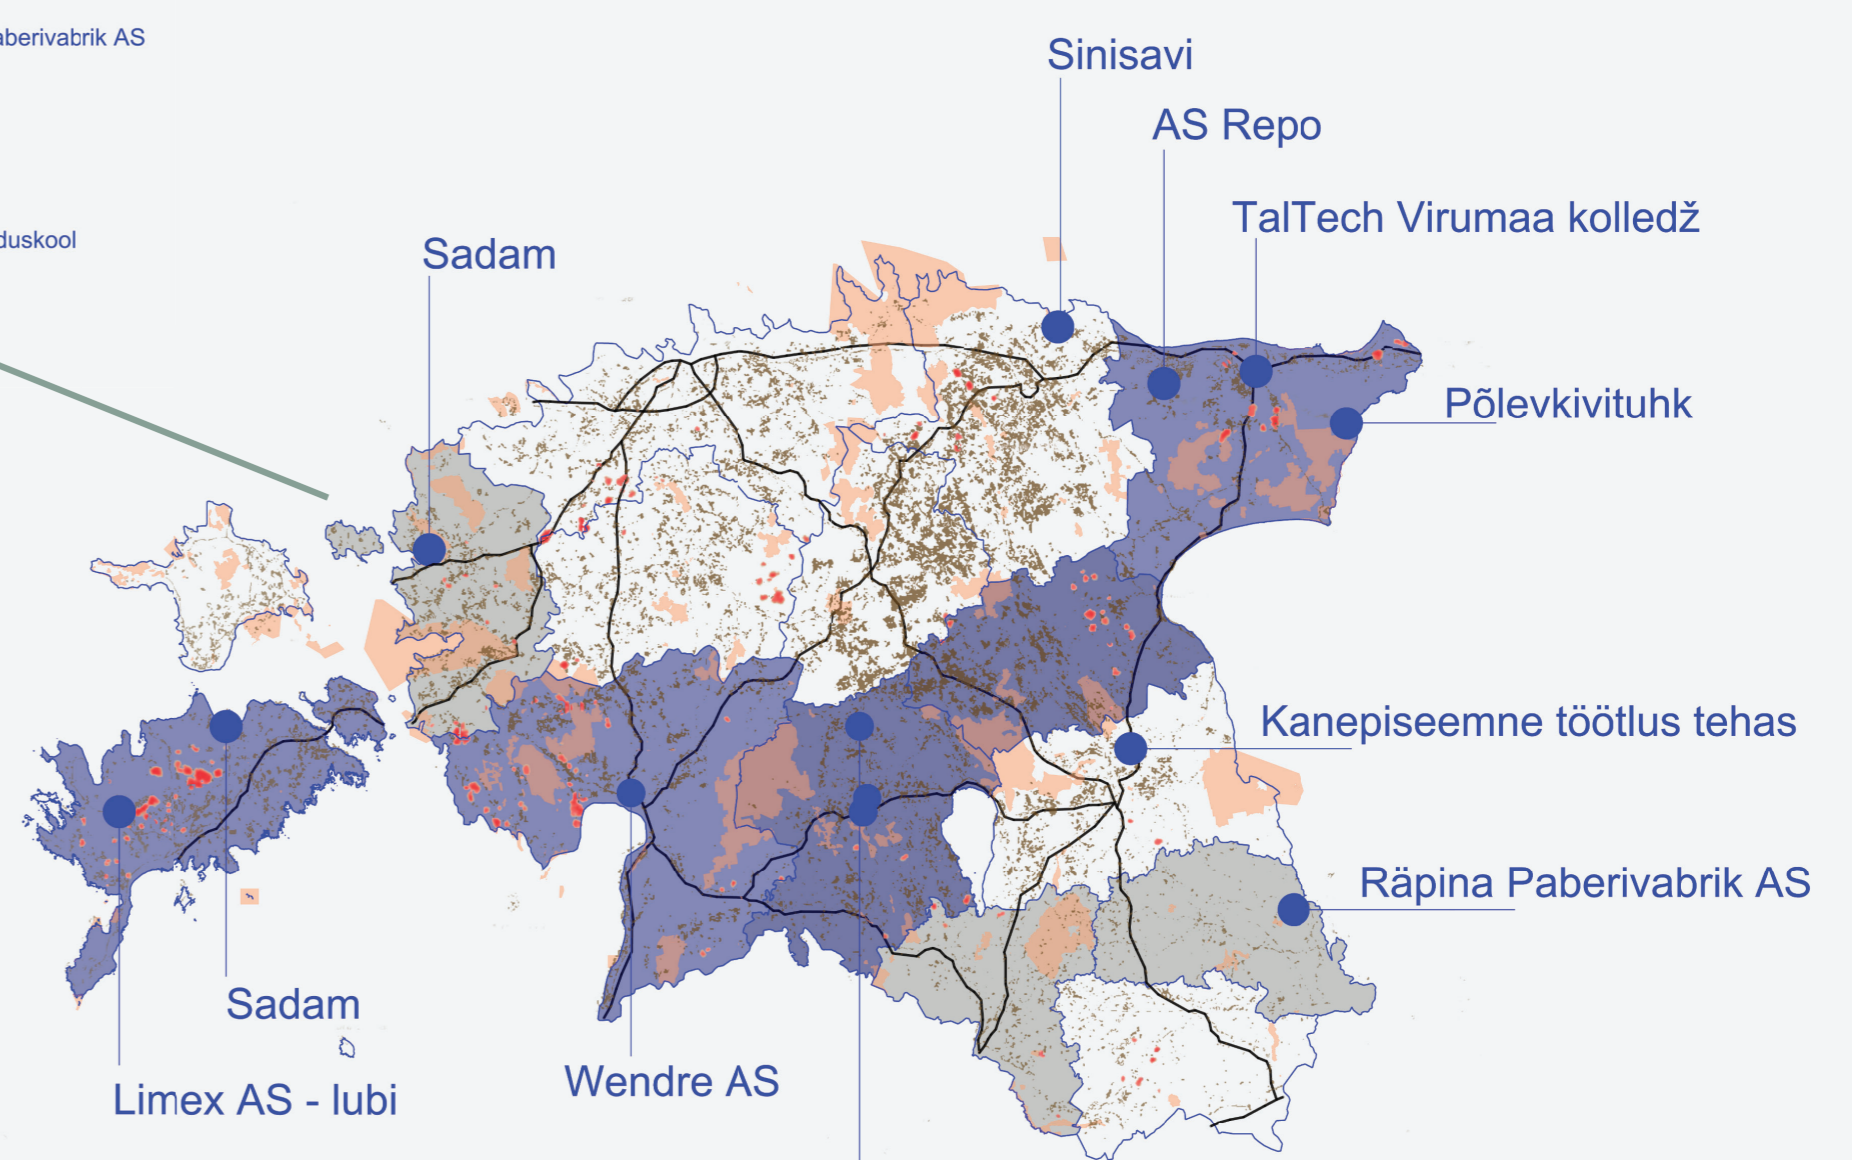 aberivabrik AS
Sinisavi
AS Repo
TalTech Virumaa kolledž
duskool
Sadam
Põlevkivituhk
Kanepiseemne töötlus tehas
Räpina Paberivabrik AS
Sadam
Wendre AS
Limex AS - lubi